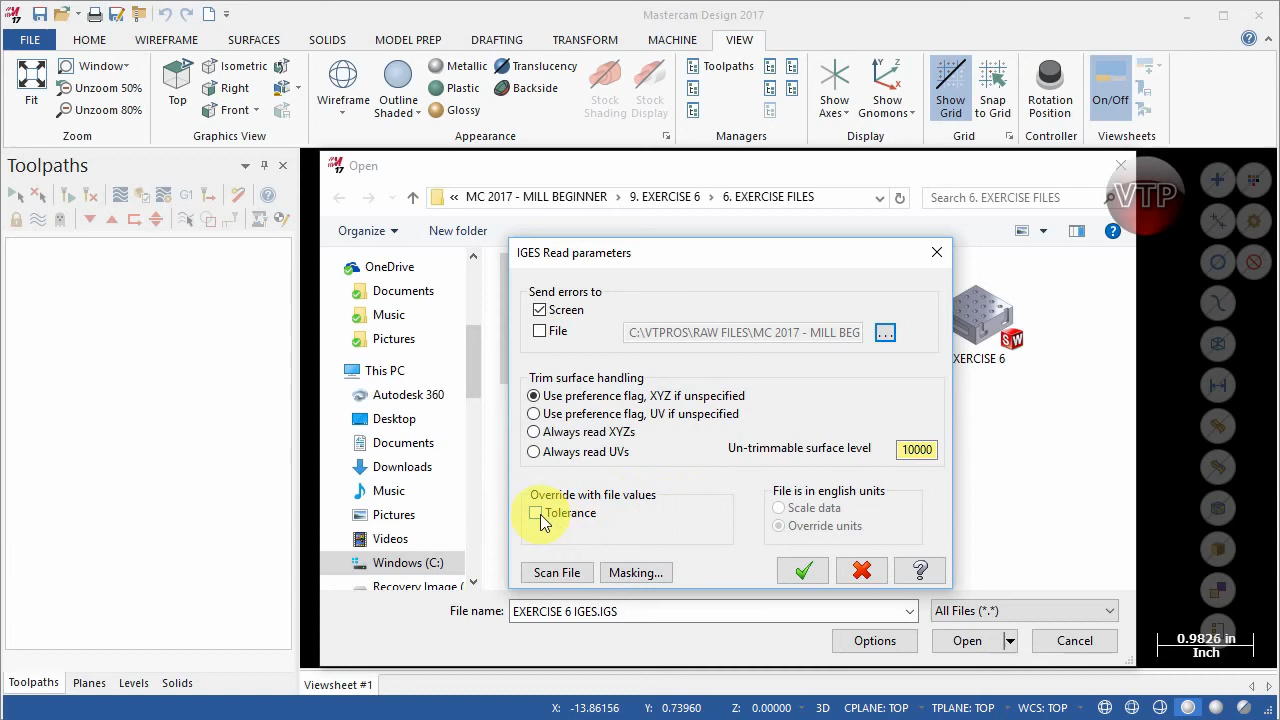 17
Mastercam Design 2017
FILE HOME WIREFRAME SURFACES SOLIDS MODEL PREP DRAFTING TRANSFORM MACHINE VIEW
Fit
Window
Unzoom 50%
Unzoom 80%
Zoom
Top
Isometric
Right
Front
Graphics View
Wireframe
Outline
Shaded
Metallic
Plastic
Glossy
Translucency
Backside
Stock
Shading
Stock
Display
Appearance
Toolpaths
Managers
Show
Axes
Show
Gnomons
Display
Show
Grid
Snap
to Grid
Grid
Rotation
Position
Controller
On/Off
Viewsheets
Toolpaths
G1
17 Open
« MC 2017 - MILL BEGINNER 9. EXERCISE 6 6. EXERCISE FILES
Search 6. EXERCISE FILES
VTP
Organize
New folder
OneDrive
Documents
Music
Pictures
This PC
Autodesk 360
Desktop
Documents
Downloads
Music
Pictures
Videos
Windows (C:)
Recovery Image (
SW
EXERCISE 6
IGES Read parameters
Send errors to
Screen
File C:\VTPROS\RAW FILES\MC 2017 - MILL BEG ...
Trim surface handling
Use preference flag, XYZ if unspecified
Use preference flag, UV if unspecified
Always read XYZs
Always read UVs
Un-trimmable surface level 10000
Override with file values
Tolerance
File is in english units
Scale data
Override units
Scan File Masking... ?
File name: EXERCISE 6 IGES.IGS All Files (*.*)
Options Open Cancel
0.9826 in
Inch
Toolpaths Planes Levels Solids
Viewsheet #1
X: -13.86156 Y: 0.73960 Z: 0.00000 3D CPLANE: TOP TPLANE: TOP WCS: TOP